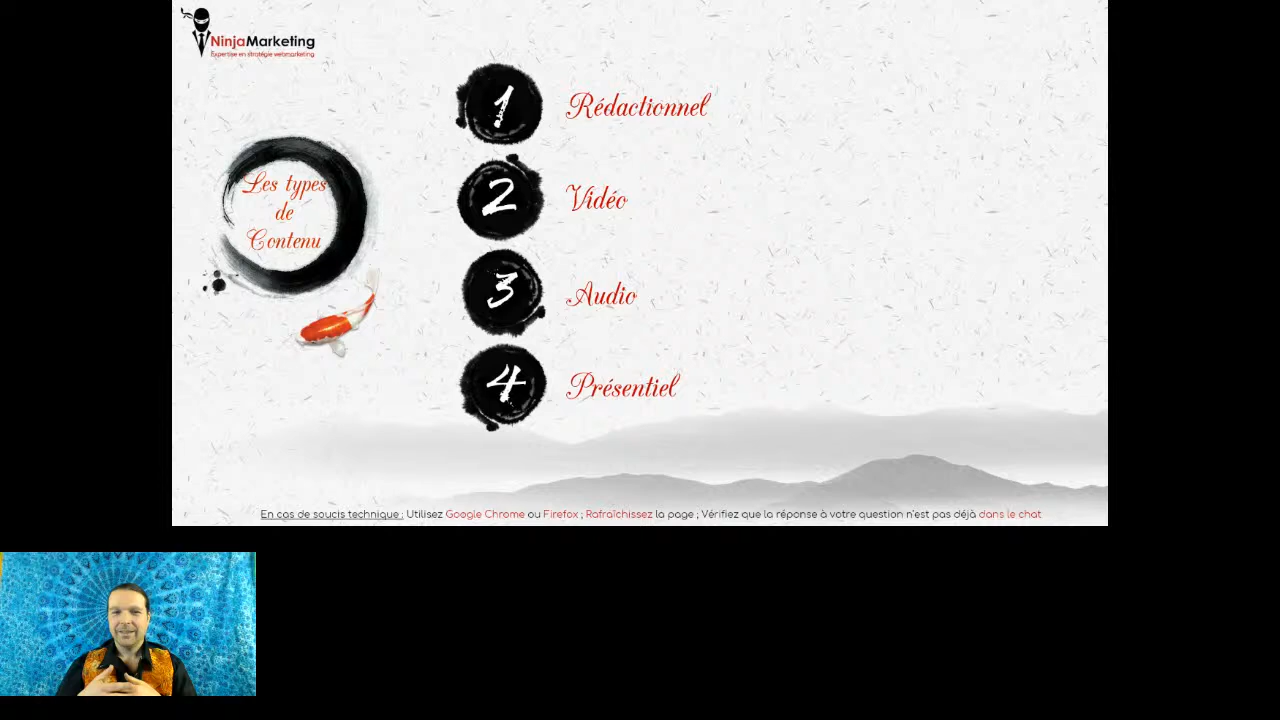 NinjaMarketing
Expertise en stratégie webmarketing
Les types
de
Contenu
1
Rédactionnel
2
Vidéo
3
Audio
4
Présentiel
En cas de soucis technique : Utilisez Google Chrome ou Firefox ; Rafraîchissez la page ; Vérifiez que la réponse à votre question n'est pas déjà dans le chat